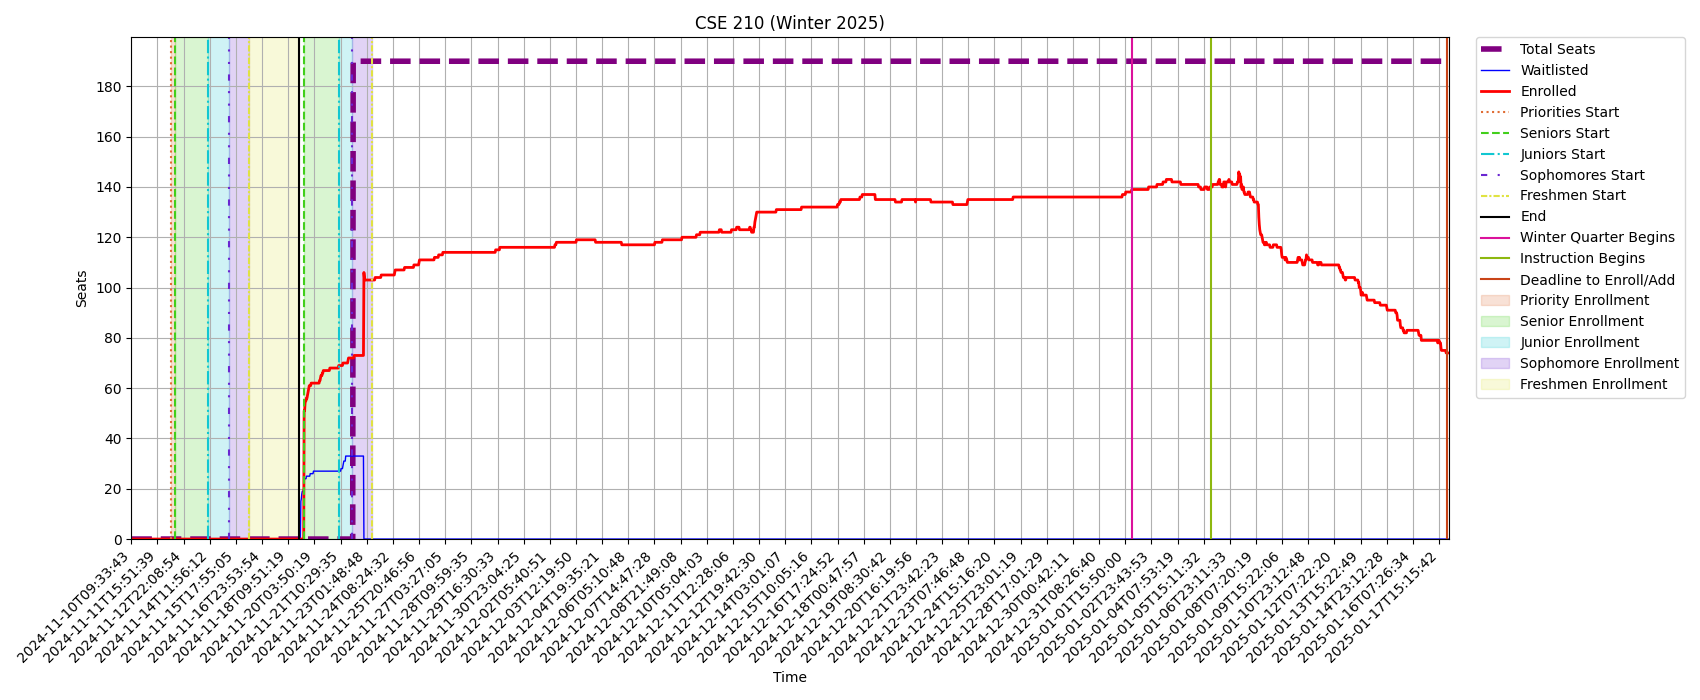 CSE 210 (Winter 2025)
Seats
180
160
140
120
100
80
60
40
20
0
2024-11-10T09:33:43
2024-11-11T15:51:39
2024-11-12T22:08:54
2024-11-14T11:56:12
2024-11-15T17:55:05
2024-11-16T23:53:54
2024-11-18T09:51:19
2024-11-20T03:50:19
2024-11-21T10:29:35
2024-11-23T01:48:48
2024-11-24T08:24:32
2024-11-25T20:46:56
2024-11-27T03:27:05
2024-11-28T09:59:35
2024-11-29T16:30:33
2024-11-30T23:04:25
2024-12-02T05:40:51
2024-12-03T12:19:50
2024-12-04T19:35:21
2024-12-06T05:10:48
2024-12-07T14:47:28
2024-12-08T21:49:08
2024-12-10T05:04:03
2024-12-11T12:28:06
2024-12-12T19:42:30
2024-12-14T03:01:07
2024-12-15T10:05:16
2024-12-16T17:24:52
2024-12-18T00:47:57
2024-12-19T08:30:42
2024-12-20T16:19:56
2024-12-21T23:42:23
2024-12-23T07:46:48
2024-12-24T15:16:20
2024-12-25T23:01:19
2024-12-28T17:01:29
2024-12-30T00:42:11
2024-12-31T08:26:40
2025-01-01T15:50:00
2025-01-02T23:43:53
2025-01-04T07:53:19
2025-01-05T15:11:32
2025-01-06T23:11:33
2025-01-08T07:20:19
2025-01-09T15:22:06
2025-01-10T23:12:48
2025-01-12T07:22:20
2025-01-13T15:22:49
2025-01-14T23:12:28
2025-01-16T07:26:34
2025-01-17T15:15:42
Time
Total Seats
Waitlisted
Enrolled
Priorities Start
Seniors Start
Juniors Start
Sophomores Start
Freshmen Start
End
Winter Quarter Begins
Instruction Begins
Deadline to Enroll/Add
Priority Enrollment
Senior Enrollment
Junior Enrollment
Sophomore Enrollment
Freshmen Enrollment